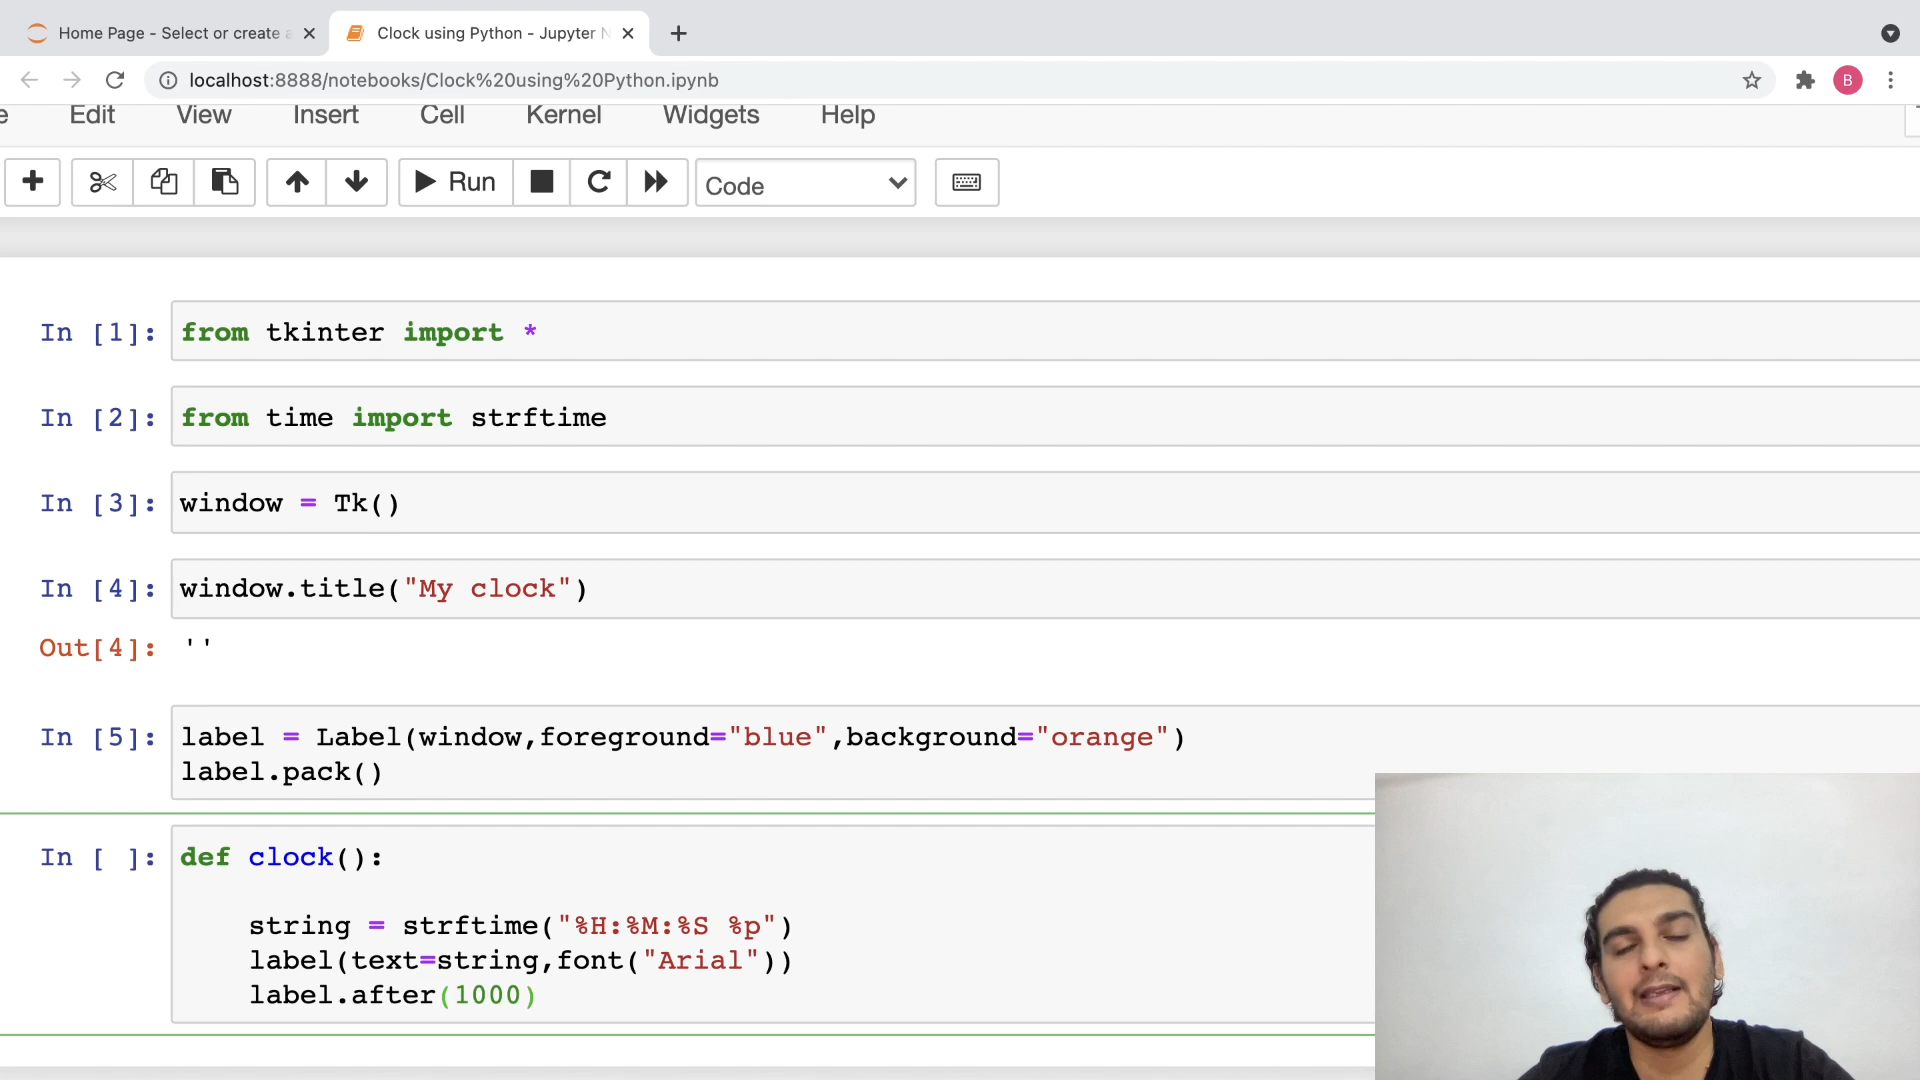 Home Page - Select or create a
Clock using Python - Jupyter N
localhost:8888/notebooks/Clock%20using%20Python.ipynb
B
e Edit View Insert Cell Kernel Widgets Help
Run Code
In [1]: from tkinter import *
In [2]: from time import strftime
In [3]: window = Tk()
In [4]: window.title("My clock")
Out[4]: ''
In [5]: label = Label(window,foreground="blue",background="orange")
label.pack()
In [ ]: def clock():
string = strftime("%H:%M:%S %p")
label(text=string,font("Arial"))
label.after(1000)